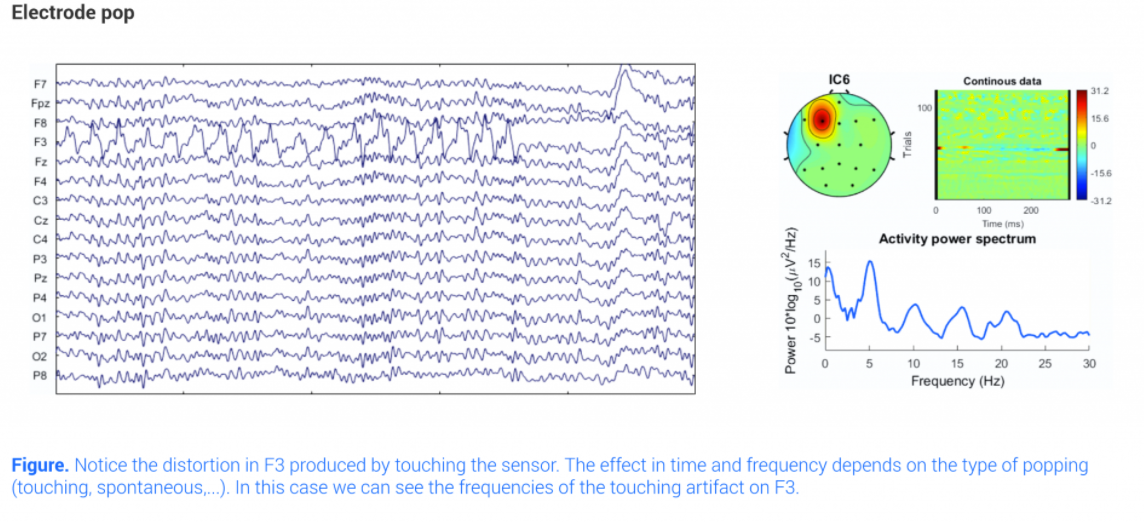 Electrode pop
F7
Fpz
F8
F3
Fz
F4
C3
Cz
C4
P3
Pz
P4
O1
P7
O2
P8
IC6
Continous data
100
Trials
31.2
15.6
0
-15.6
-31.2
0 100 200
Time (ms)
Activity power spectrum
Power 10*log10(μV2/Hz)
15
10
5
0
-5
0 5 10 15 20 25 30
Frequency (Hz)
Figure. Notice the distortion in F3 produced by touching the sensor. The effect in time and frequency depends on the type of popping
(touching, spontaneous,...). In this case we can see the frequencies of the touching artifact on F3.